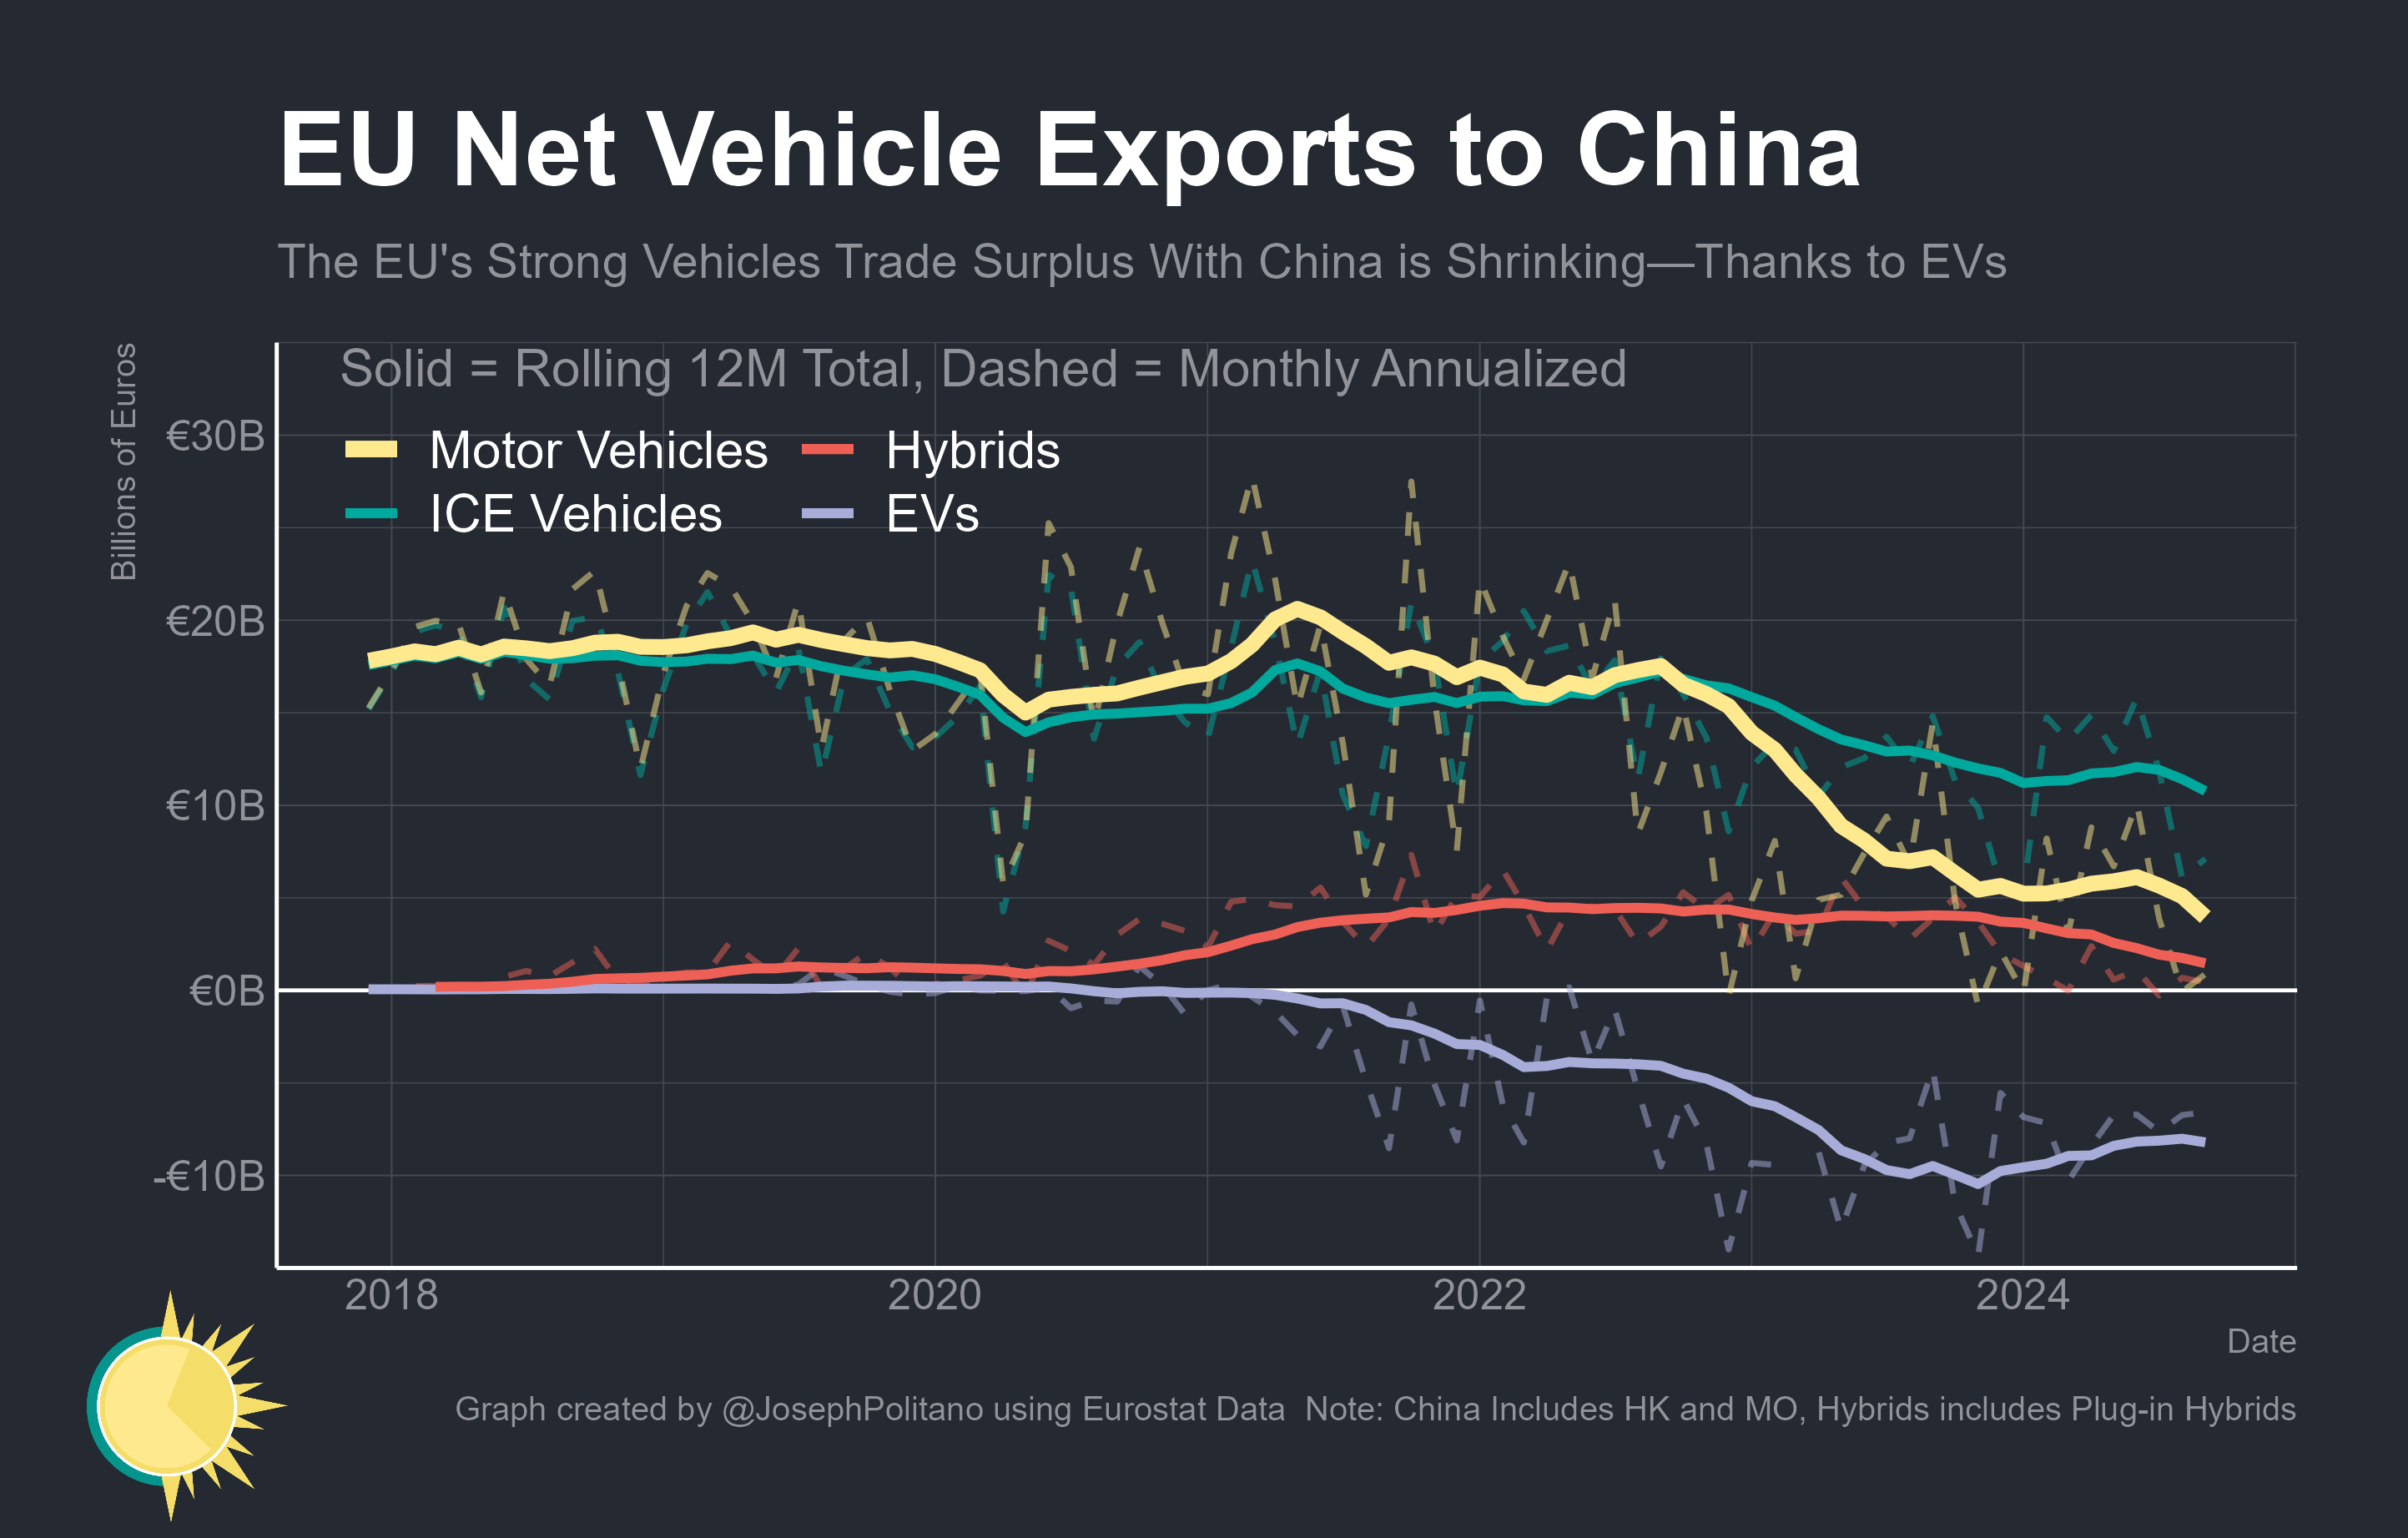 EU Net Vehicle Exports to China
The EU's Strong Vehicles Trade Surplus With China is Shrinking—Thanks to EVs
Billions of Euros
Solid = Rolling 12M Total, Dashed = Monthly Annualized
Motor Vehicles
Hybrids
ICE Vehicles
EVs
€30B
€20B
€10B
€0B
-€10B
2018
2020
2022
2024
Date
Graph created by @JosephPolitano using Eurostat Data  Note: China Includes HK and MO, Hybrids includes Plug-in Hybrids